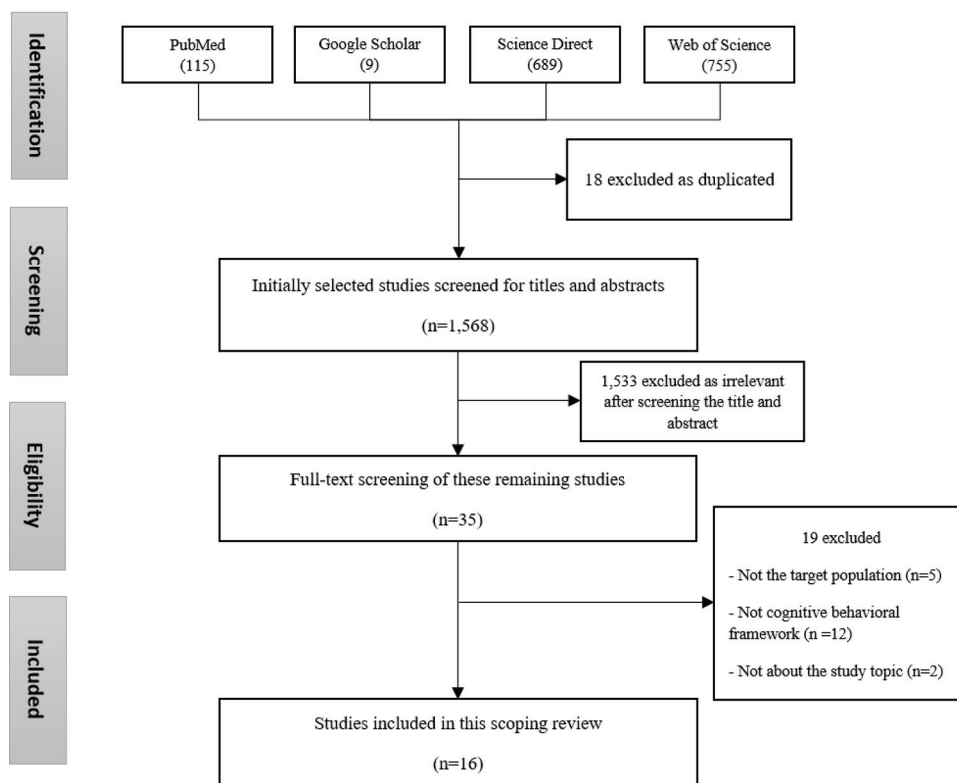 Identification
PubMed
(115)
Google Scholar
(9)
Science Direct
(689)
Web of Science
(755)
18 excluded as duplicated
Screening
Initially selected studies screened for titles and abstracts
(n=1,568)
1,533 excluded as irrelevant
after screening the title and
abstract
Eligibility
Full-text screening of these remaining studies
(n=35)
19 excluded
- Not the target population (n=5)
- Not cognitive behavioral
framework (n =12)
- Not about the study topic (n=2)
Included
Studies included in this scoping review
(n=16)